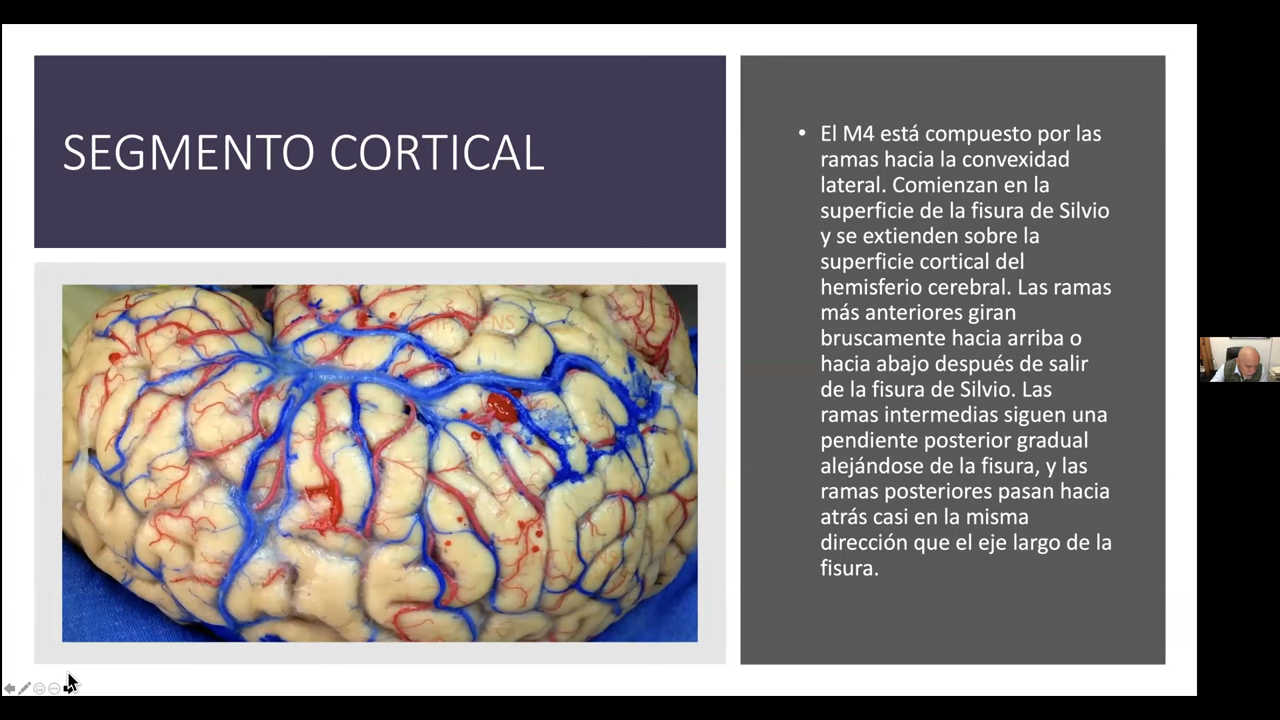 SEGMENTO CORTICAL
• El M4 está compuesto por las
ramas hacia la convexidad
lateral. Comienzan en la
superficie de la fisura de Silvio
y se extienden sobre la
superficie cortical del
hemisferio cerebral. Las ramas
más anteriores giran
bruscamente hacia arriba o
hacia abajo después de salir
de la fisura de Silvio. Las
ramas intermedias siguen una
pendiente posterior gradual
alejándose de la fisura, y las
ramas posteriores pasan hacia
atrás casi en la misma
dirección que el eje largo de la
fisura.